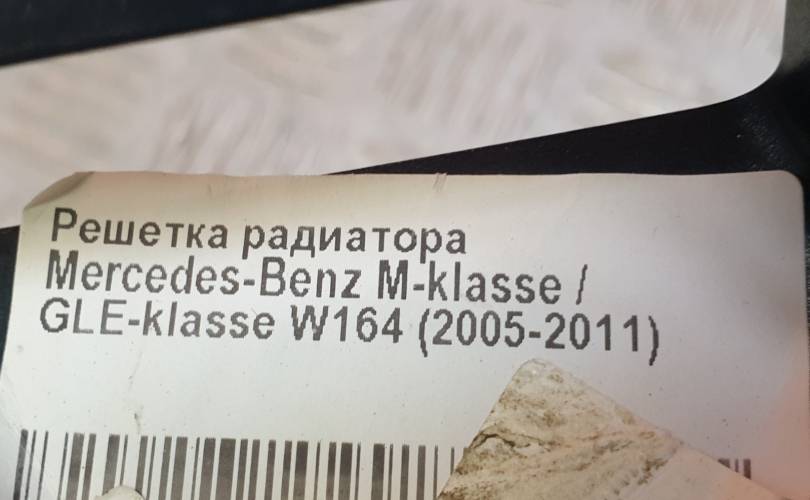 Решетка радиатора
Mercedes-Benz M-klasse /
GLE-klasse W164 (2005-2011)